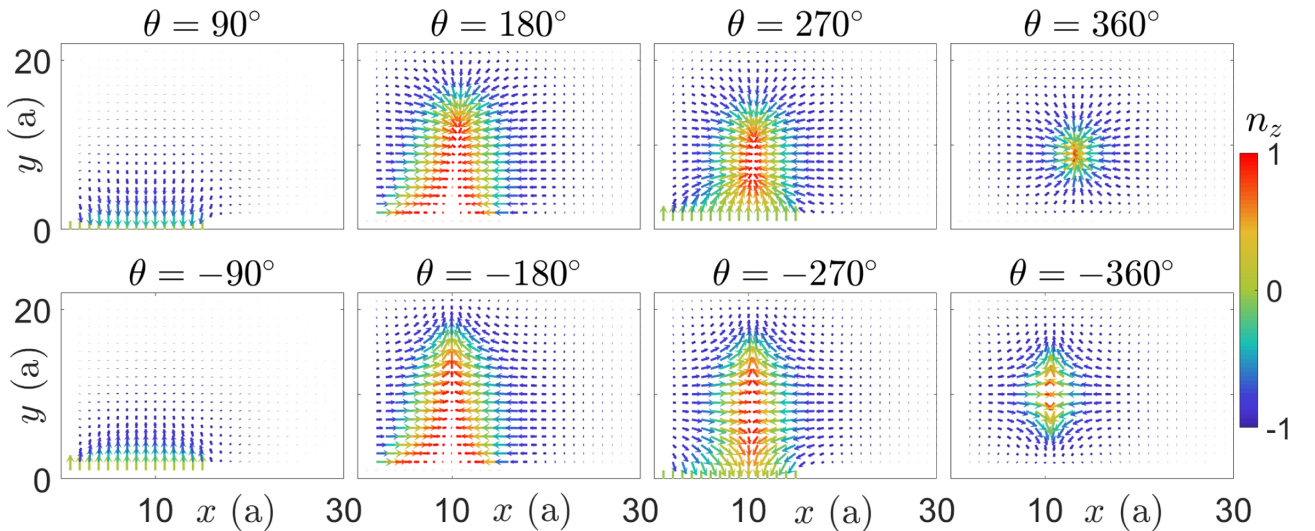 θ = 90° θ = 180° θ = 270° θ = 360°
20
y (a)
0
n_z
1
0
-1
θ = −90° θ = −180° θ = −270° θ = −360°
20
y (a)
0
10 x (a) 30 10 x (a) 30 10 x (a) 30 10 x (a) 30